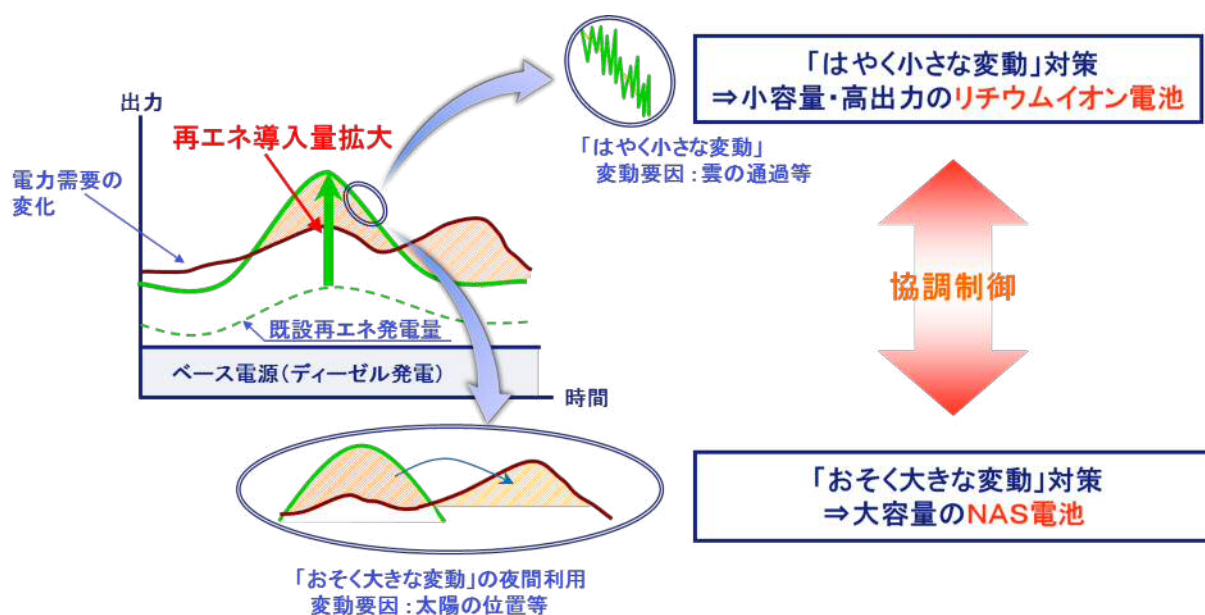 出力
再エネ導入量拡大
電力需要の
変化
既設再エネ発電量
ベース電源(ディーゼル発電)
時間
「はやく小さな変動」
変動要因:雲の通過等
「はやく小さな変動」対策
⇒小容量・高出力のリチウムイオン電池
協調制御
「おそく大きな変動」対策
⇒大容量のNAS電池
「おそく大きな変動」の夜間利用
変動要因:太陽の位置等